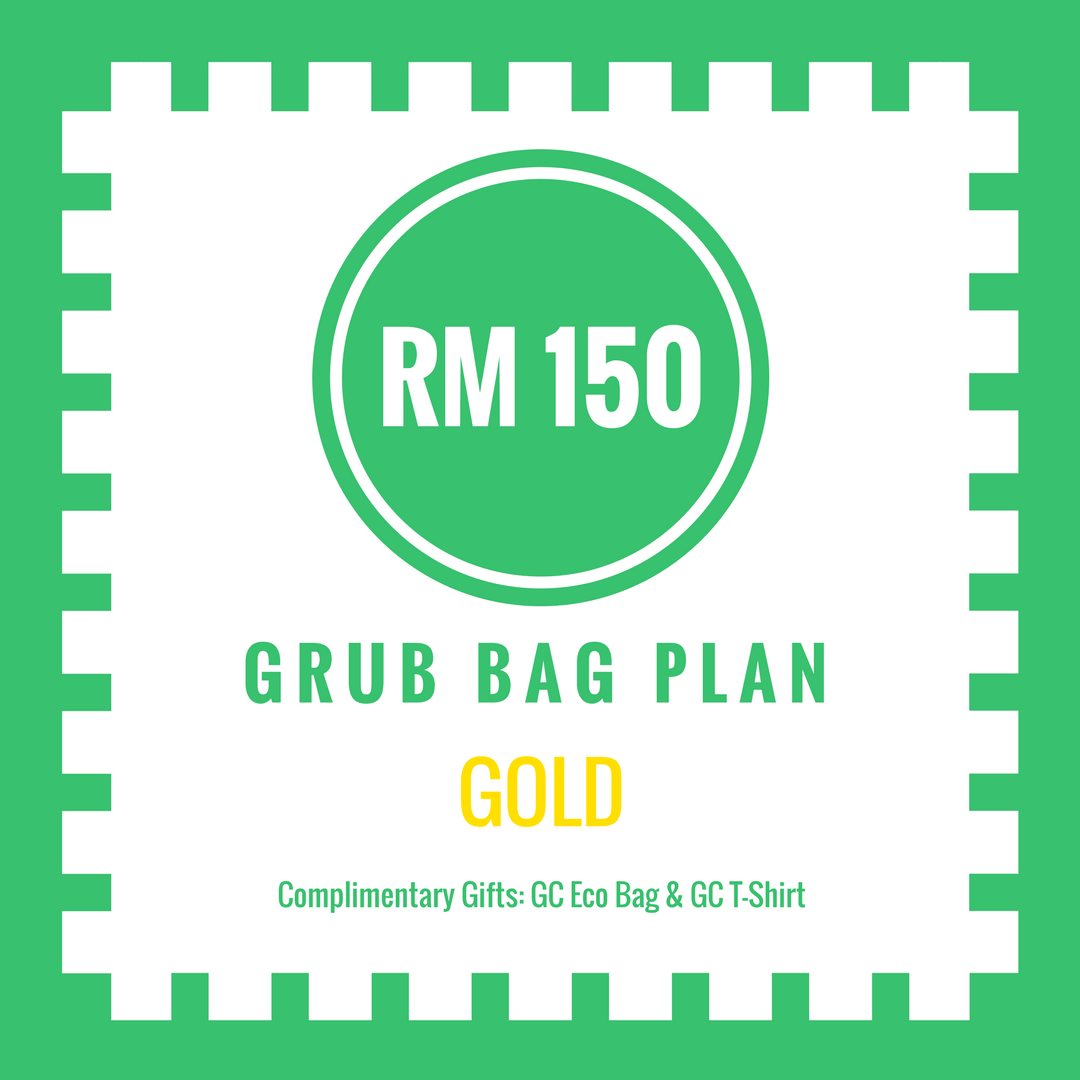 RM 150
GRUB BAG PLAN
GOLD
Complimentary Gifts: GC Eco Bag & GC T-Shirt